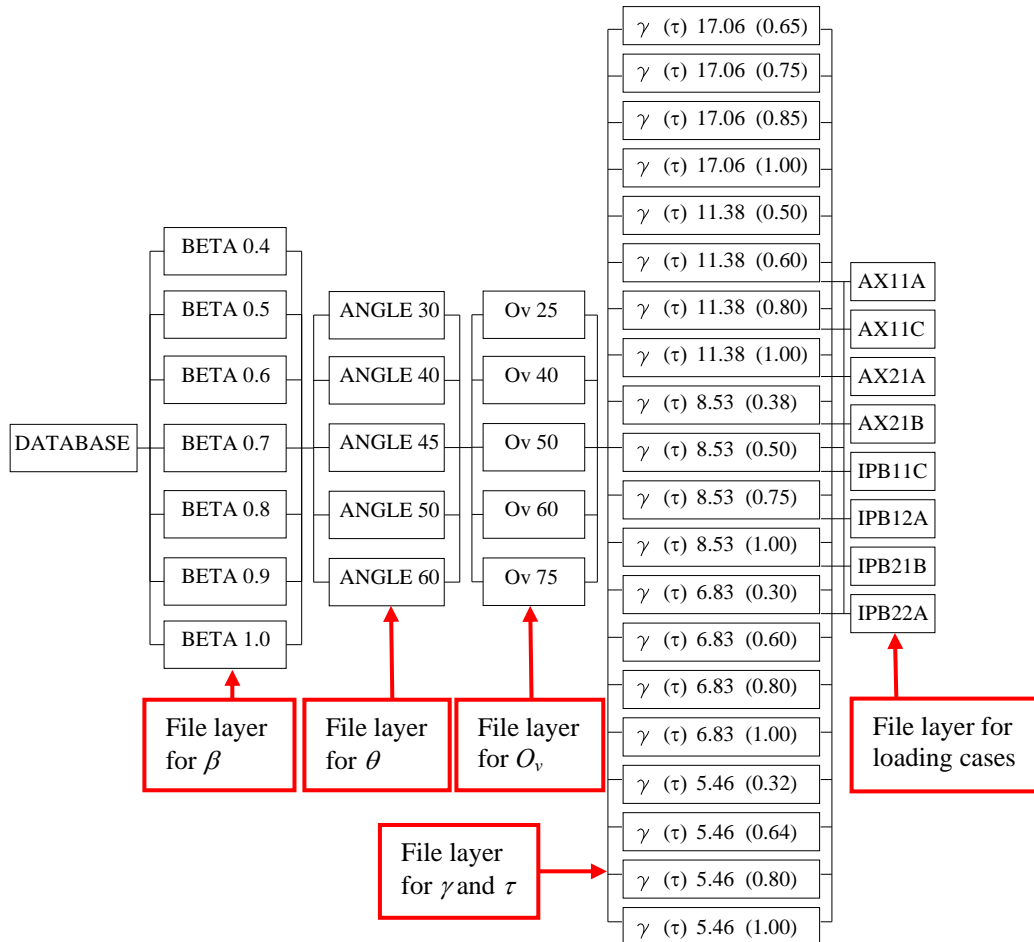 DATABASE
BETA 0.4
BETA 0.5
BETA 0.6
BETA 0.7
BETA 0.8
BETA 0.9
BETA 1.0
File layer
for β
ANGLE 30
ANGLE 40
ANGLE 45
ANGLE 50
ANGLE 60
File layer
for θ
Ov 25
Ov 40
Ov 50
Ov 60
Ov 75
File layer
for Ov
γ (τ) 17.06 (0.65)
γ (τ) 17.06 (0.75)
γ (τ) 17.06 (0.85)
γ (τ) 17.06 (1.00)
γ (τ) 11.38 (0.50)
γ (τ) 11.38 (0.60)
γ (τ) 11.38 (0.80)
γ (τ) 11.38 (1.00)
γ (τ) 8.53 (0.38)
γ (τ) 8.53 (0.50)
γ (τ) 8.53 (0.75)
γ (τ) 8.53 (1.00)
γ (τ) 6.83 (0.30)
γ (τ) 6.83 (0.60)
γ (τ) 6.83 (0.80)
γ (τ) 6.83 (1.00)
γ (τ) 5.46 (0.32)
γ (τ) 5.46 (0.64)
γ (τ) 5.46 (0.80)
γ (τ) 5.46 (1.00)
File layer
for γ and τ
AX11A
AX11C
AX21A
AX21B
IPB11C
IPB12A
IPB21B
IPB22A
File layer for
loading cases